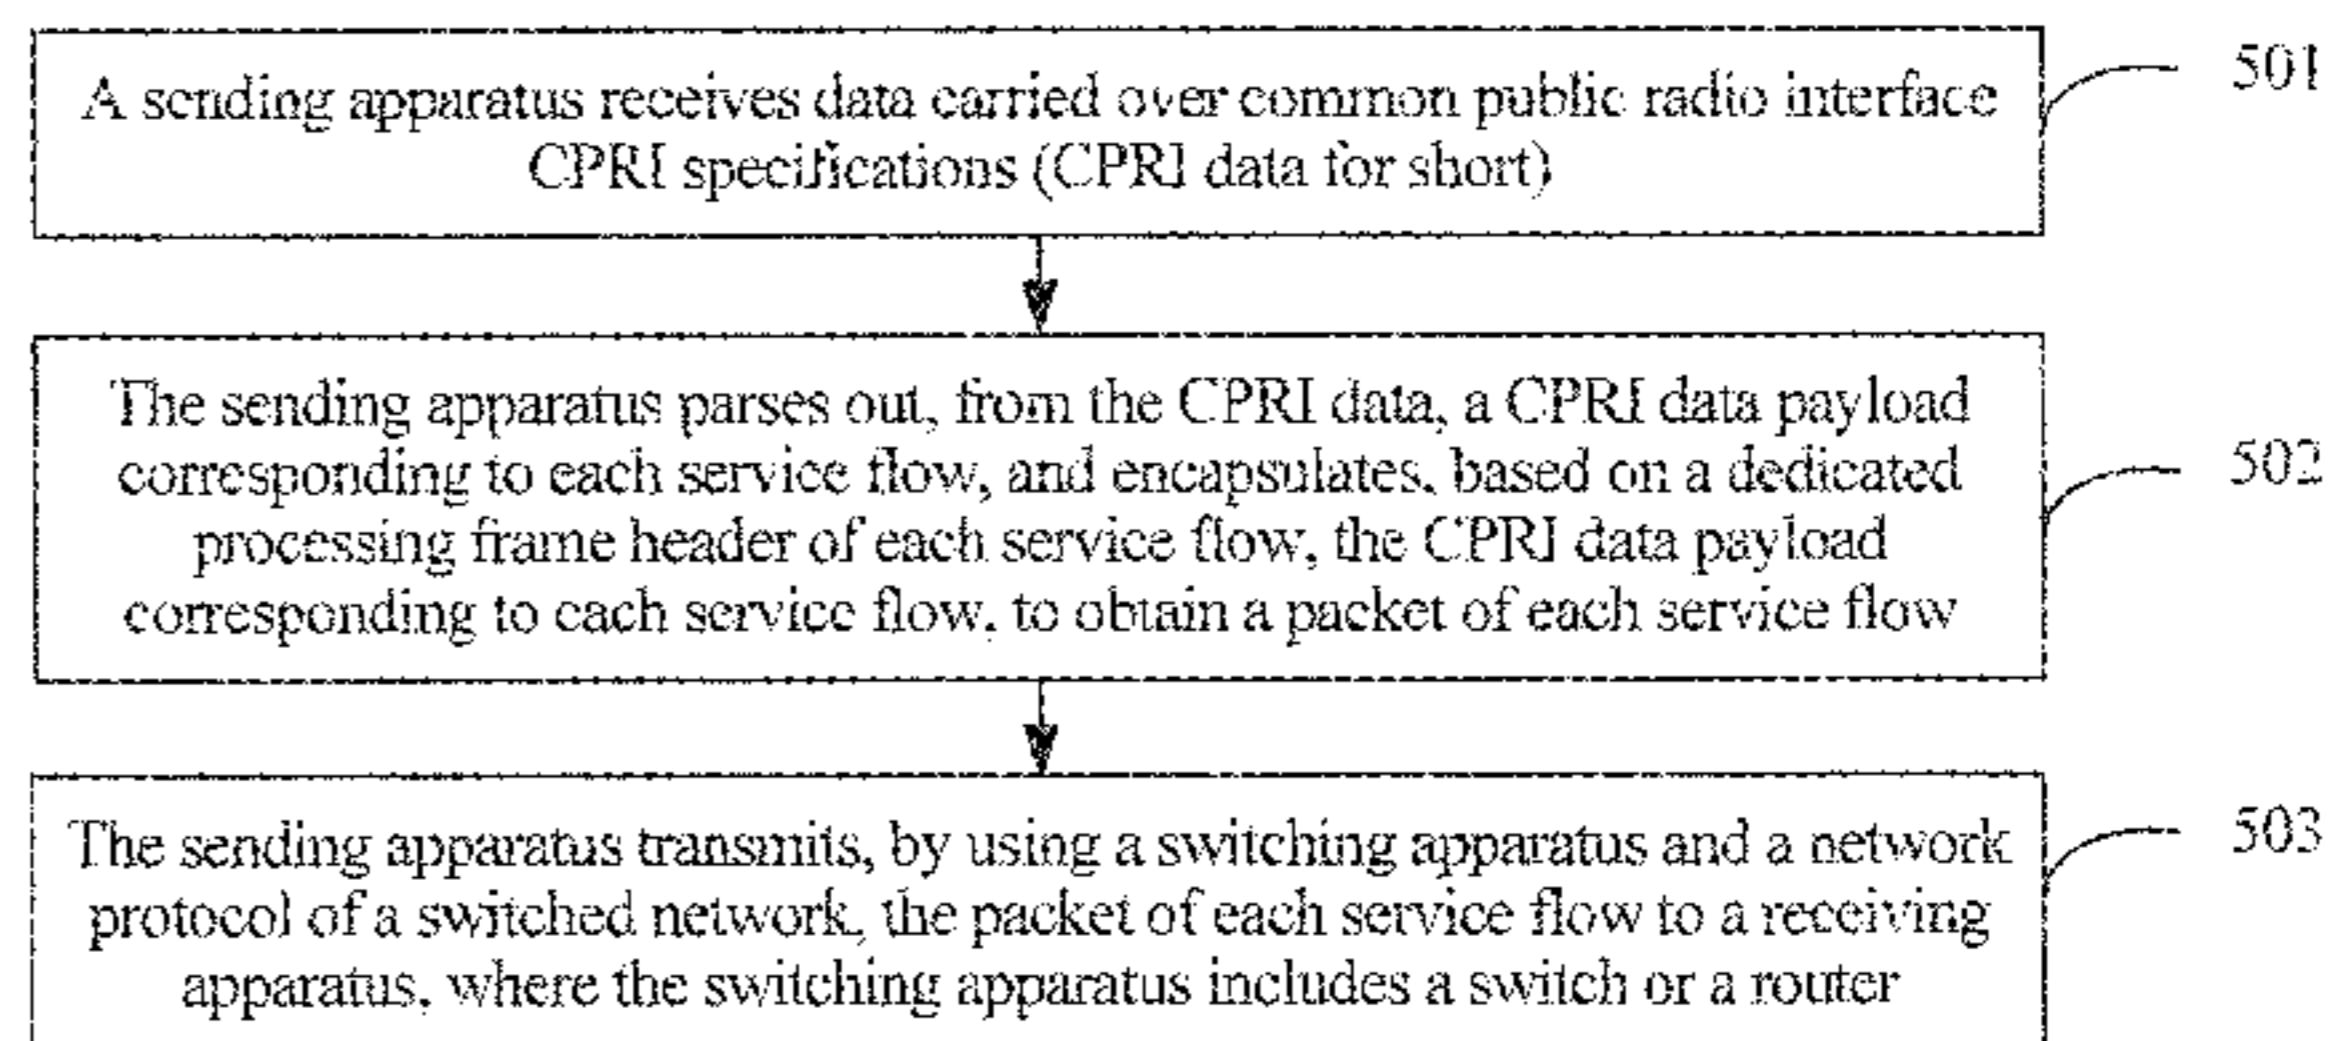 A sending apparatus receives data carried over common public radio interface
CPRI specifications (CPRI data for short)
501
The sending apparatus parses out, from the CPRI data, a CPRI data payload
corresponding to each service flow, and encapsulates, based on a dedicated
processing frame header of each service flow, the CPRI data payload
corresponding to each service flow, to obtain a packet of each service flow
502
The sending apparatus transmits, by using a switching apparatus and a network
protocol of a switched network, the packet of each service flow to a receiving
apparatus, where the switching apparatus includes a switch or a router
503